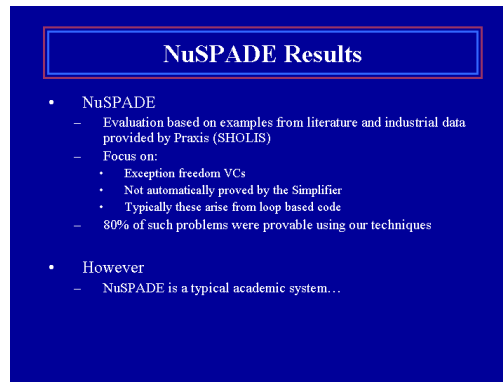 NuSPADE Results
• NuSPADE
– Evaluation based on examples from literature and industrial data
provided by Praxis (SHOLIS)
– Focus on:
• Exception freedom VCs
• Not automatically proved by the Simplifier
• Typically these arise from loop based code
– 80% of such problems were provable using our techniques
• However
– NuSPADE is a typical academic system…